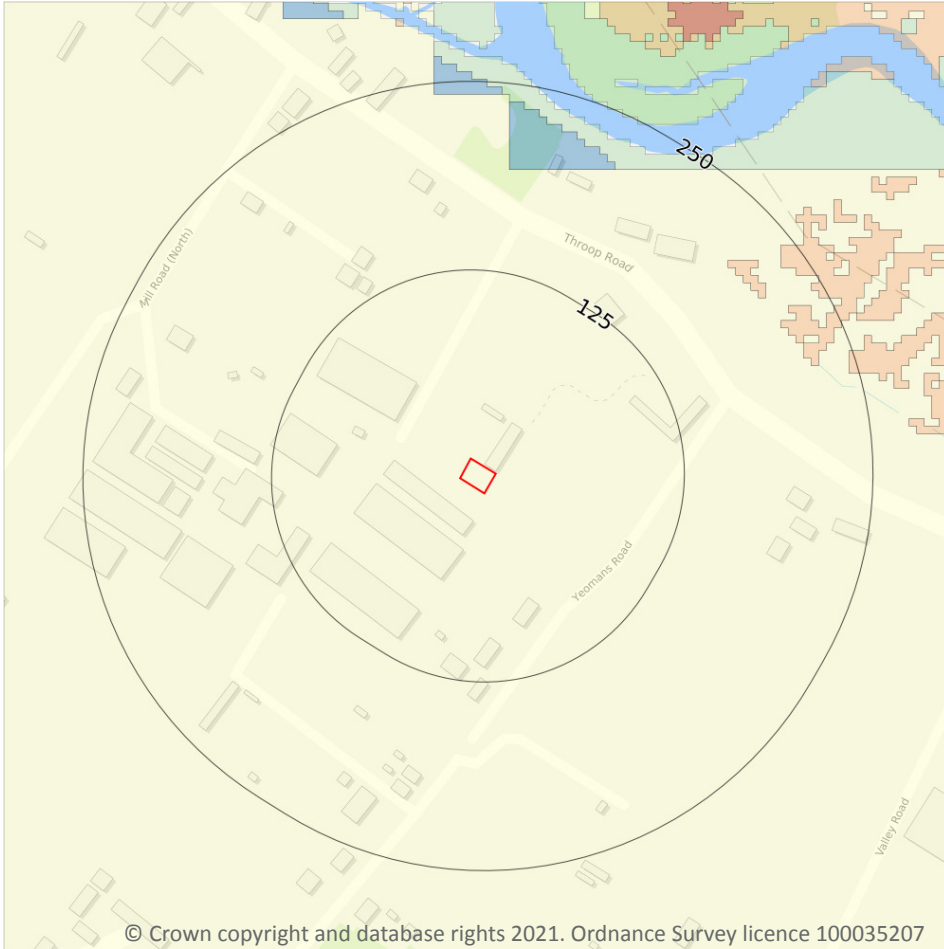 250
Throop Road
Mill Road (North)
125
Yeomans Road
Valley Road
© Crown copyright and database rights 2021. Ordnance Survey licence 100035207